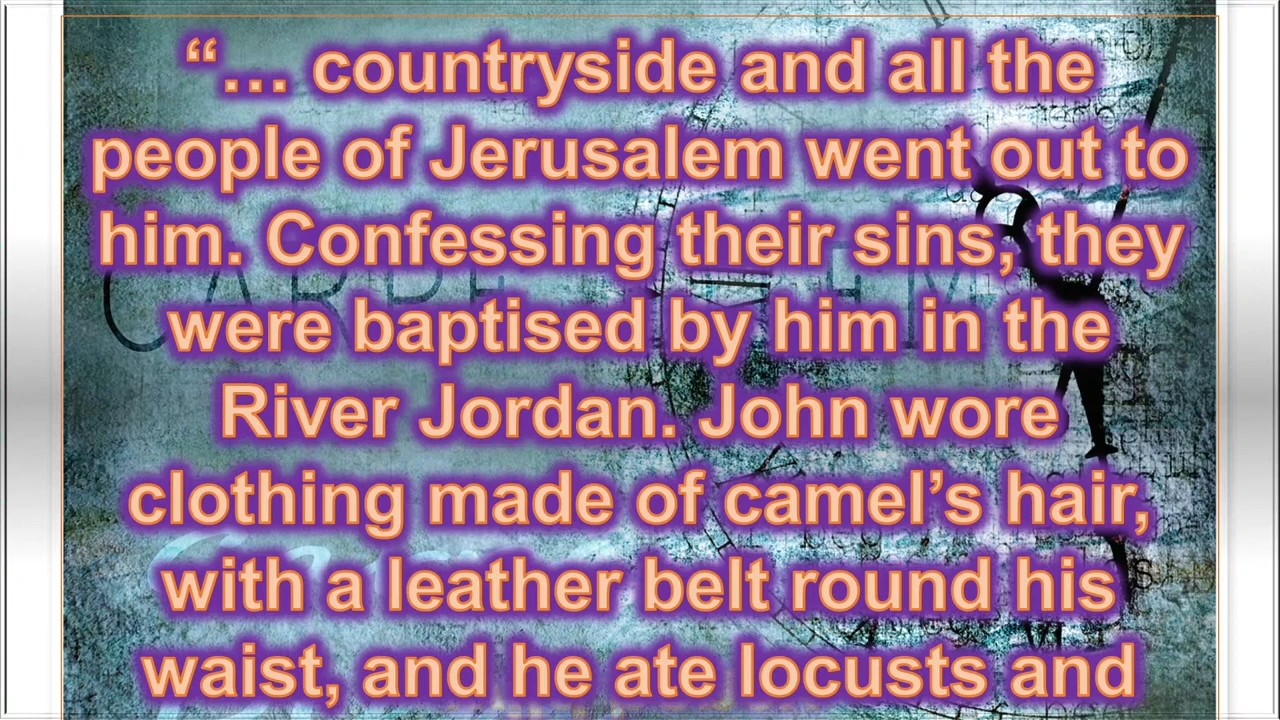 “… countryside and all the
people of Jerusalem went out to
him. Confessing their sins, they
were baptised by him in the
River Jordan. John wore
clothing made of camel’s hair,
with a leather belt round his
waist, and he ate locusts and
CARPE